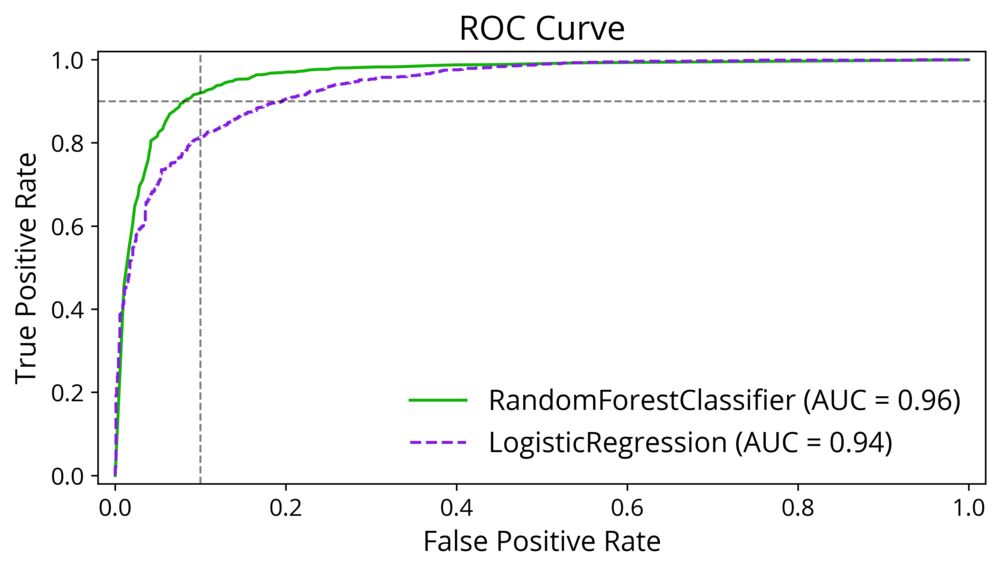 ROC Curve
True Positive Rate
1.0
0.8
0.6
0.4
0.2
0.0
RandomForestClassifier (AUC = 0.96)
LogisticRegression (AUC = 0.94)
0.0 0.2 0.4 0.6 0.8 1.0
False Positive Rate